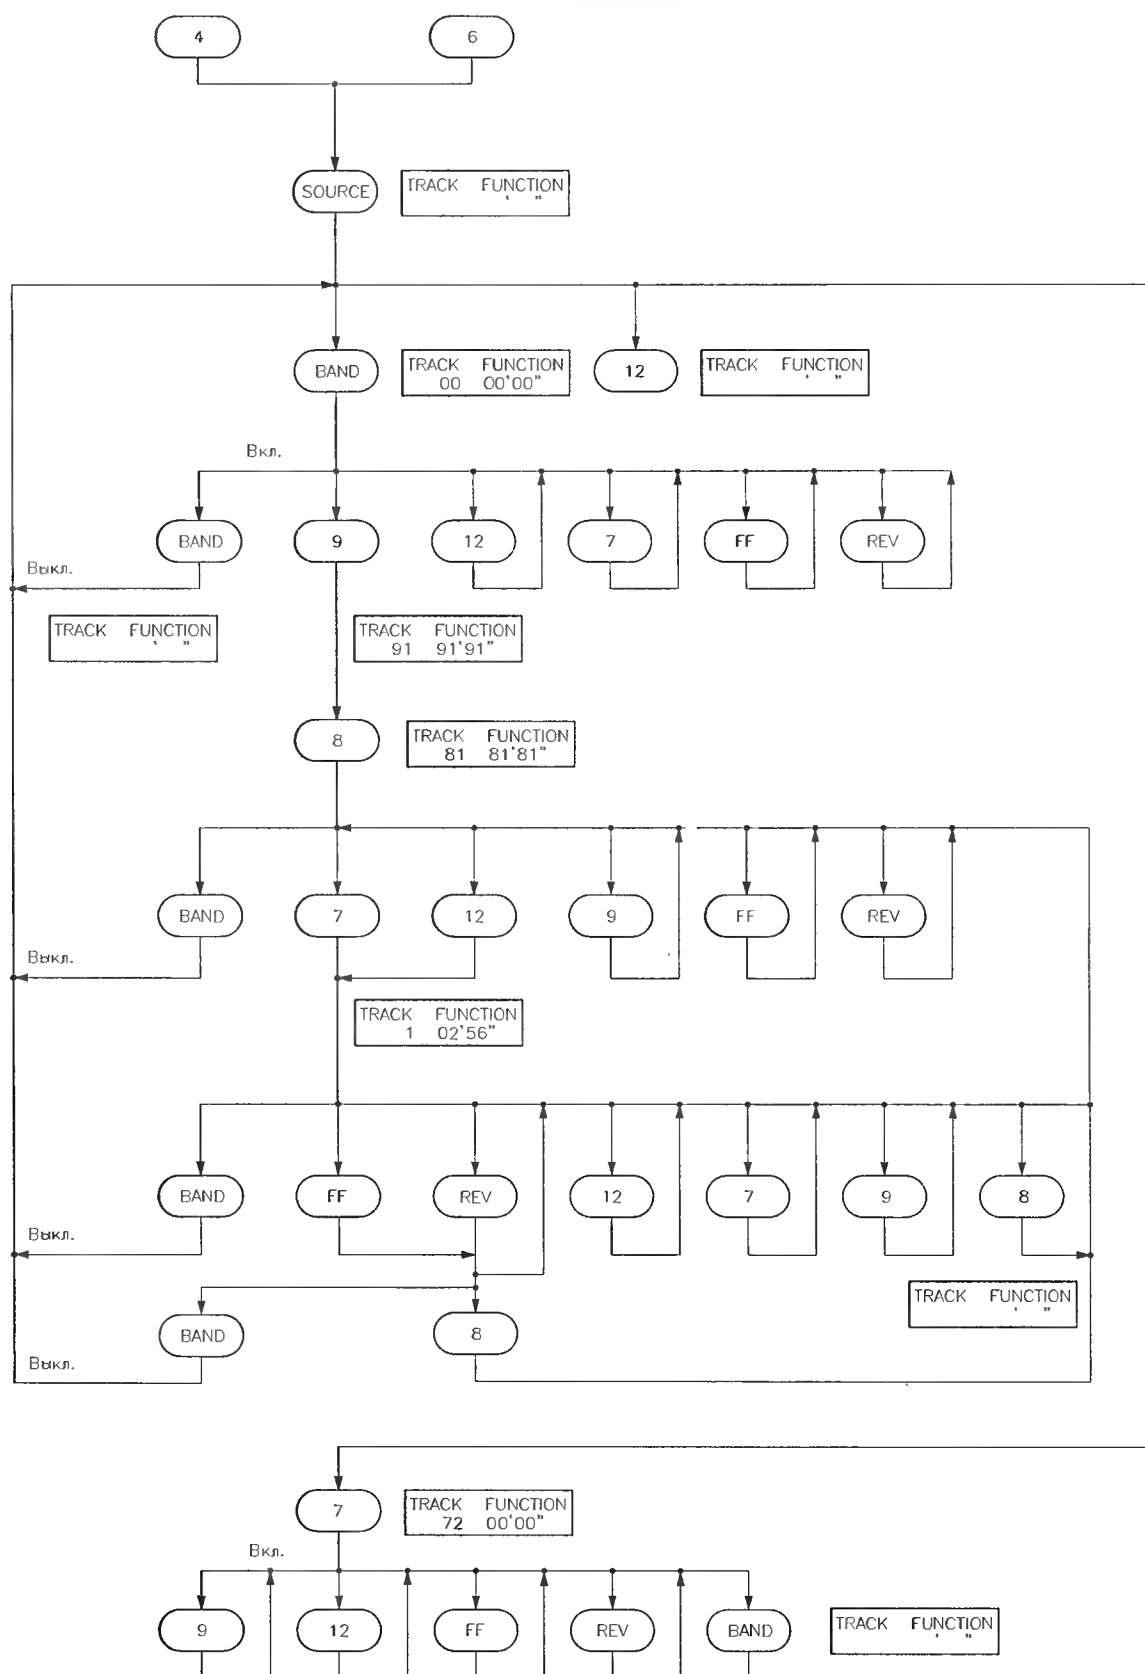 4 6
SOURCE
TRACK FUNCTION
' "
BAND
TRACK FUNCTION
00 00'00"
12
TRACK FUNCTION
' "
Вкл.
BAND 9 12 7 FF REV
Выкл.
TRACK FUNCTION
' "
TRACK FUNCTION
91 91'91"
8
TRACK FUNCTION
81 81'81"
BAND 7 12 9 FF REV
Выкл.
TRACK FUNCTION
1 02'56"
BAND FF REV 12 7 9 8
Выкл.
TRACK FUNCTION
' "
BAND 8
Выкл.
7
TRACK FUNCTION
72 00'00"
Вкл.
9 12 FF REV BAND
TRACK FUNCTION
' "